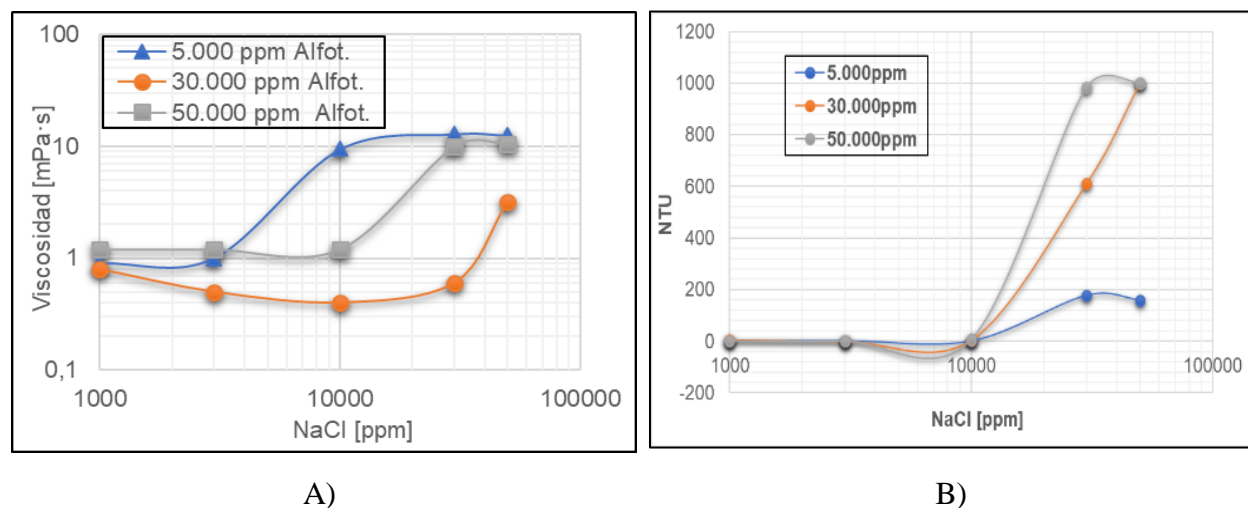 100
10
1
0,1
Viscosidad [mPa·s]
5.000 ppm Alfot.
30.000 ppm Alfot.
50.000 ppm Alfot.
1000
10000
100000
NaCl [ppm]
A)
1200
1000
800
600
400
200
0
-200
NTU
5.000ppm
30.000ppm
50.000ppm
1000
10000
100000
NaCl [ppm]
B)